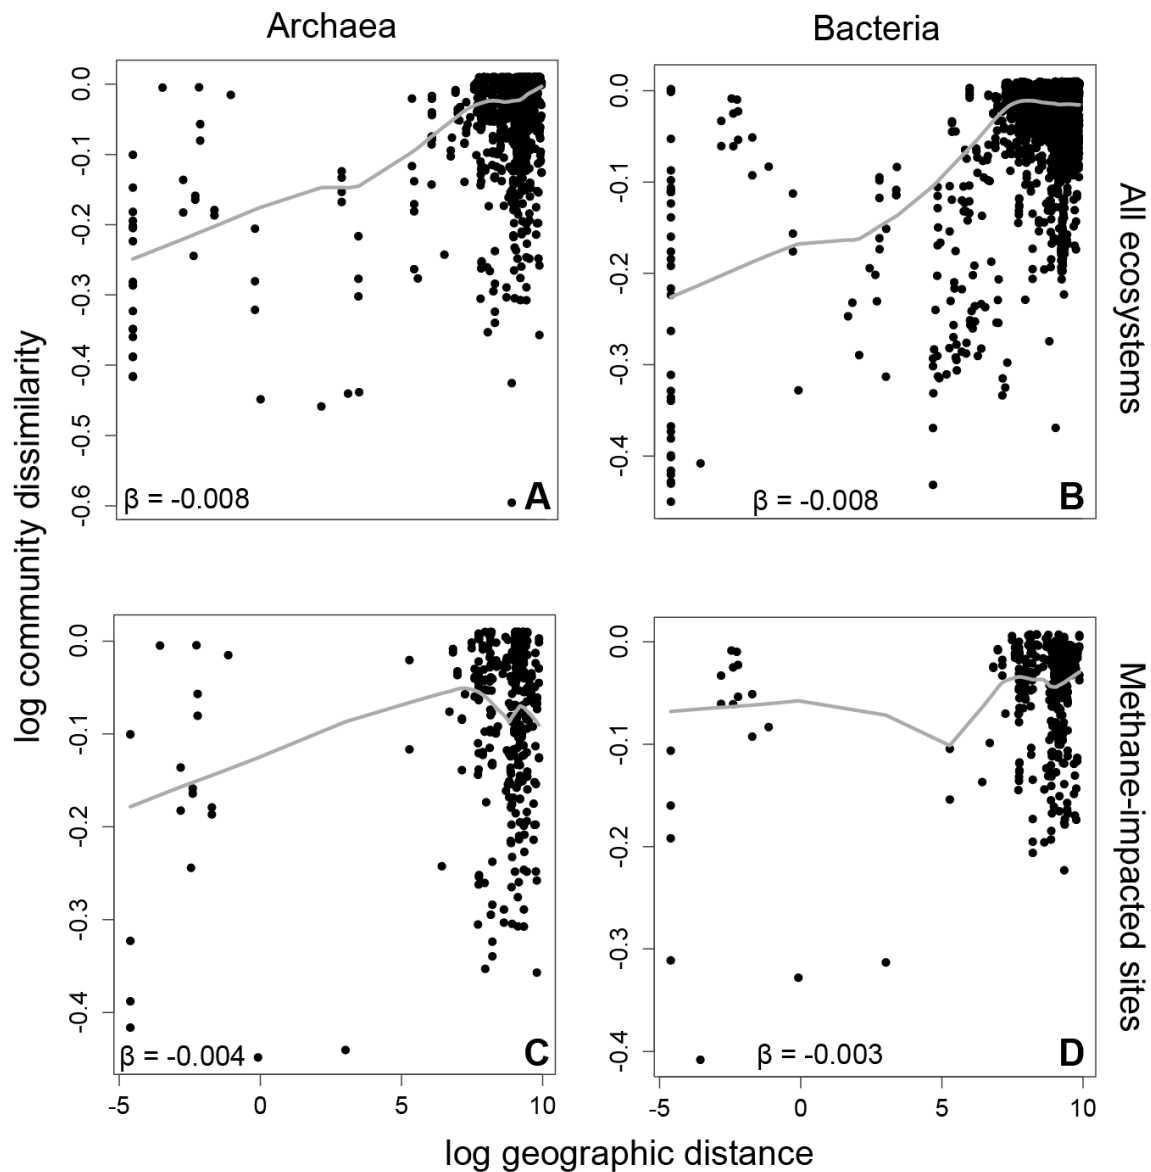 Archaea
Bacteria
0.0
-0.1
-0.2
-0.3
-0.4
-0.5
-0.6
β = -0.008
A
0.0
-0.1
-0.2
-0.3
-0.4
β = -0.008
B
All ecosystems
log community dissimilarity
0.0
-0.1
-0.2
-0.3
-0.4
β = -0.004
C
-5 0 5 10
0.0
-0.1
-0.2
-0.3
-0.4
β = -0.003
D
-5 0 5 10
Methane-impacted sites
log geographic distance